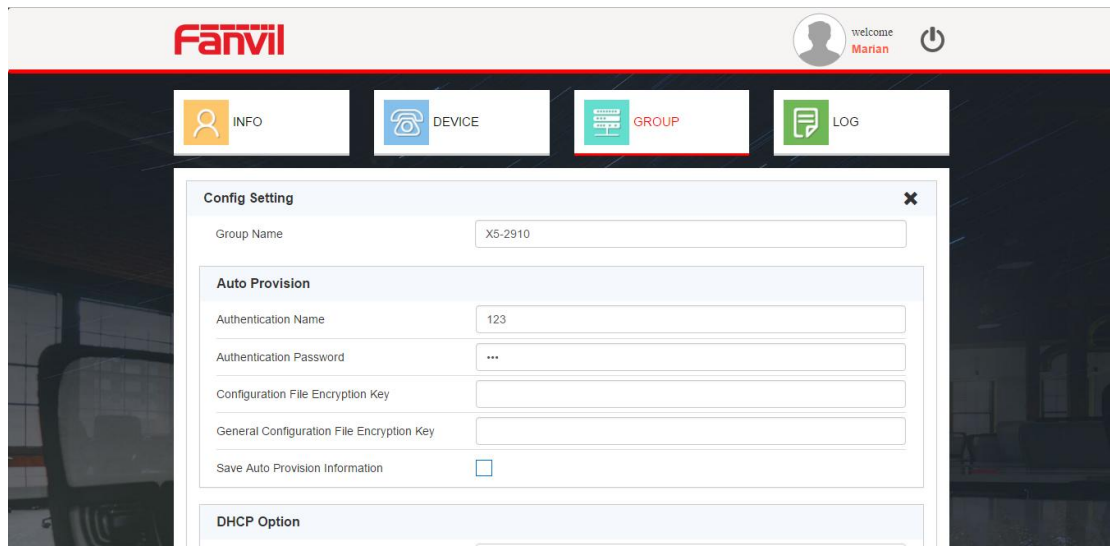 Fanvil
welcome
Marian
INFO
DEVICE
GROUP
LOG
Config Setting
Group Name
X5-2910
Auto Provision
Authentication Name
123
Authentication Password
•••
Configuration File Encryption Key
General Configuration File Encryption Key
Save Auto Provision Information
DHCP Option